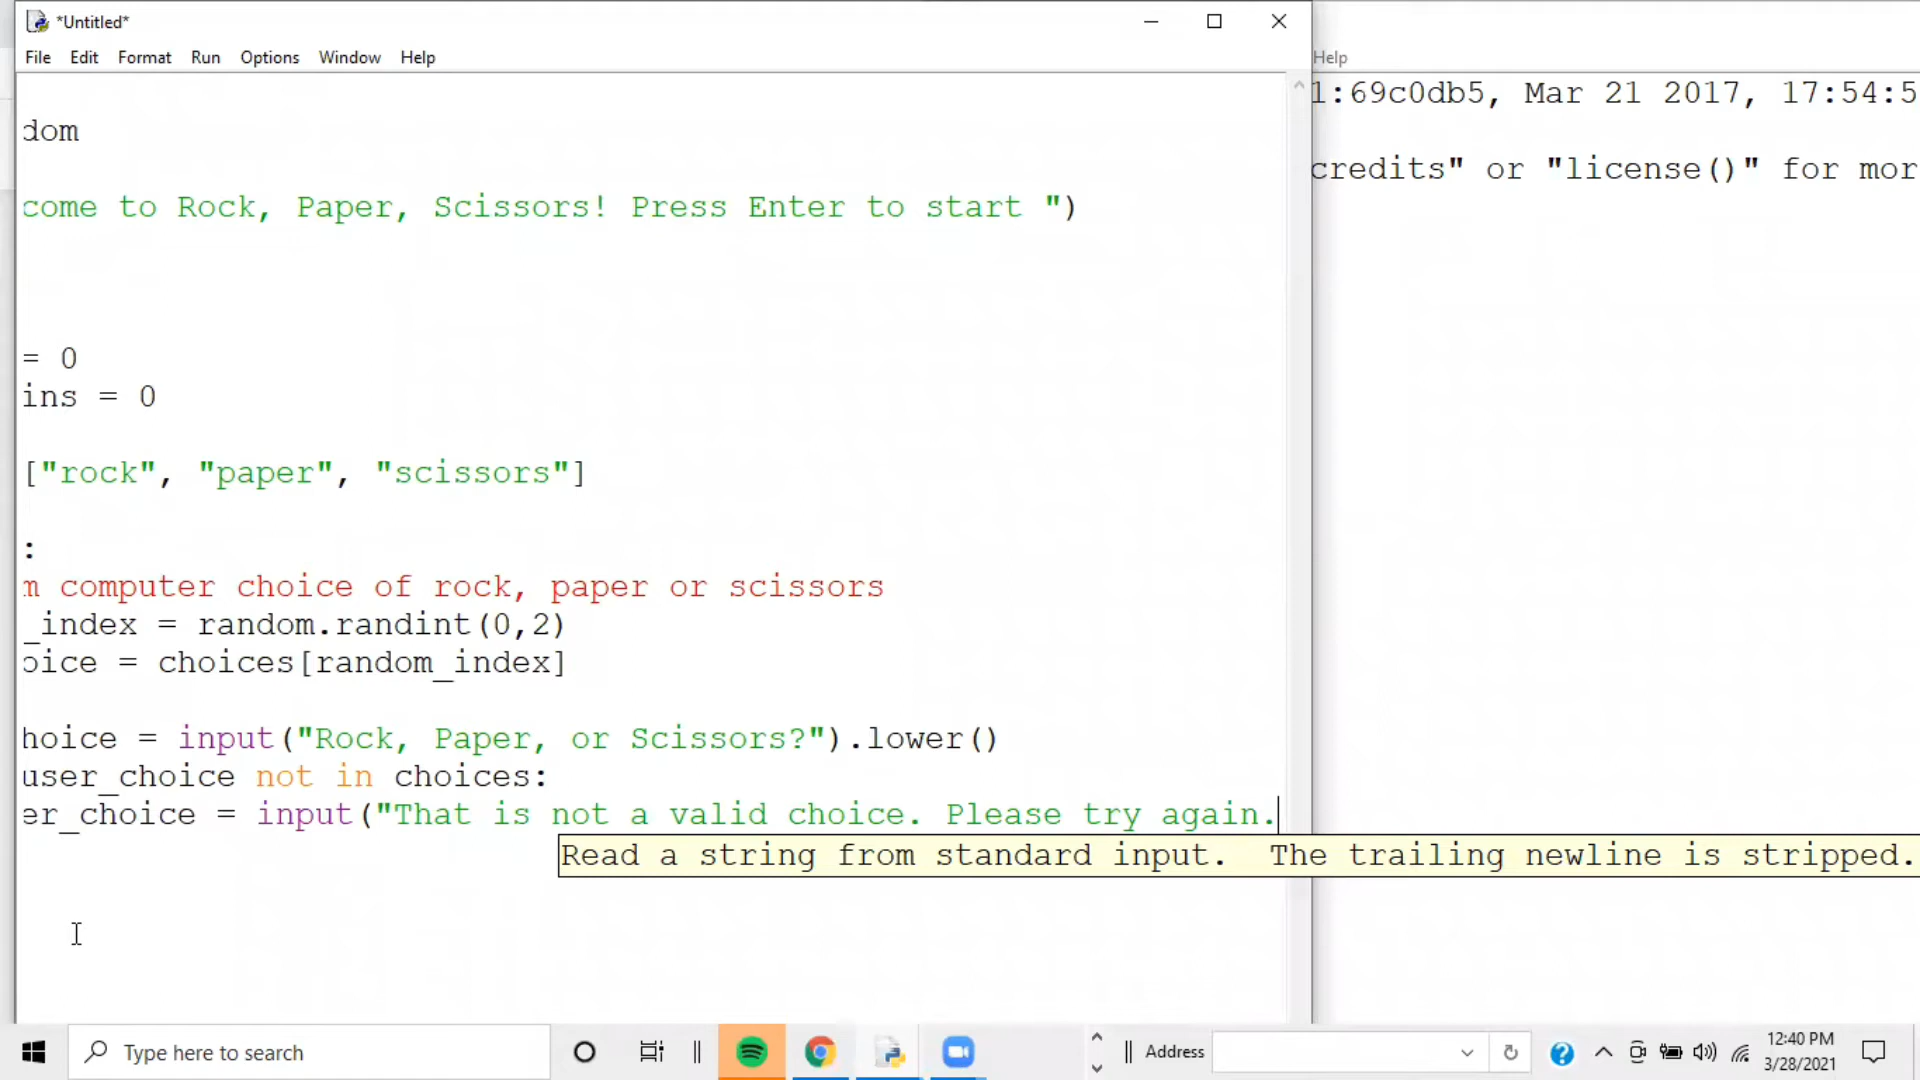 *Untitled*
File Edit Format Run Options Window Help
Help
1:69c0db5, Mar 21 2017, 17:54:5
dom
credits" or "license()" for mor
come to Rock, Paper, Scissors! Press Enter to start ")
= 0
ins = 0
["rock", "paper", "scissors"]
:
m computer choice of rock, paper or scissors
_index = random.randint(0,2)
oice = choices[random_index]
hoice = input("Rock, Paper, or Scissors?").lower()
user_choice not in choices:
er_choice = input("That is not a valid choice. Please try again.
Read a string from standard input.  The trailing newline is stripped.
Type here to search
Address
12:40 PM
3/28/2021